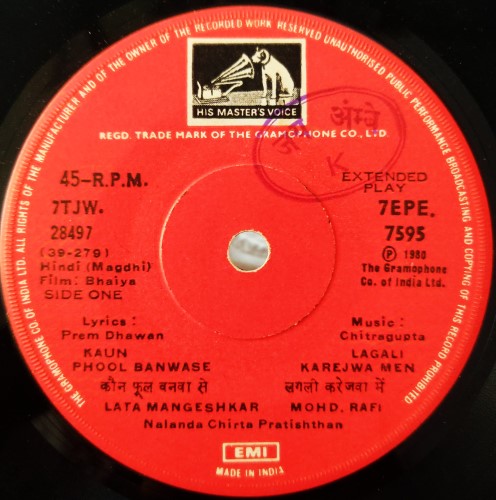 THE GRAMOPHONE CO. OF INDIA LTD. ALL RIGHTS OF THE MANUFACTURER AND OF THE OWNER OF THE RECORDED WORK RESERVED UNAUTHORISED PUBLIC PERFORMANCE BROADCASTING AND COPYING OF THIS RECORD PROHIBITED
HIS MASTER'S VOICE
REGD. TRADE MARK OF THE GRAMOPHONE CO., LTD.
अंम्बे
K
45-R.P.M.
EXTENDED PLAY
7TJW.
28497
7EPE.
7595
(39-279)
Ⓟ 1980
Hindi (Magdhi)
The Gramophone
Film: Bhaiya
Co. of India Ltd.
SIDE ONE
Lyrics:
Prem Dhawan
Music:
Chitragupta
KAUN
PHOOL BANWASE
LAGALI
KAREJWA MEN
कौन फूल बनवा से
लगली करेजवा में
LATA MANGESHKAR
MOHD. RAFI
Nalanda Chirta Pratishthan
EMI
MADE IN INDIA